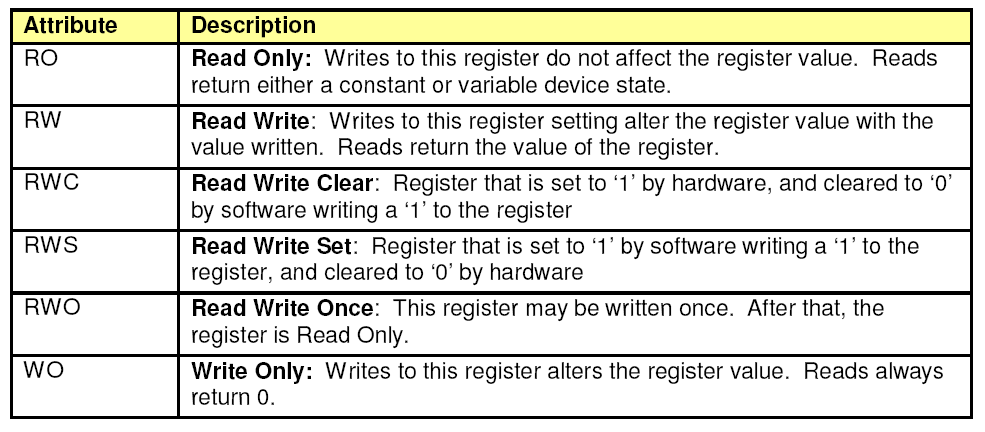 Attribute Description
RO Read Only: Writes to this register do not affect the register value. Reads
return either a constant or variable device state.
RW Read Write: Writes to this register setting alter the register value with the
value written. Reads return the value of the register.
RWC Read Write Clear: Register that is set to ‘1’ by hardware, and cleared to ‘0’
by software writing a ‘1’ to the register
RWS Read Write Set: Register that is set to ‘1’ by software writing a ‘1’ to the
register, and cleared to ‘0’ by hardware
RWO Read Write Once: This register may be written once. After that, the
register is Read Only.
WO Write Only: Writes to this register alters the register value. Reads always
return 0.